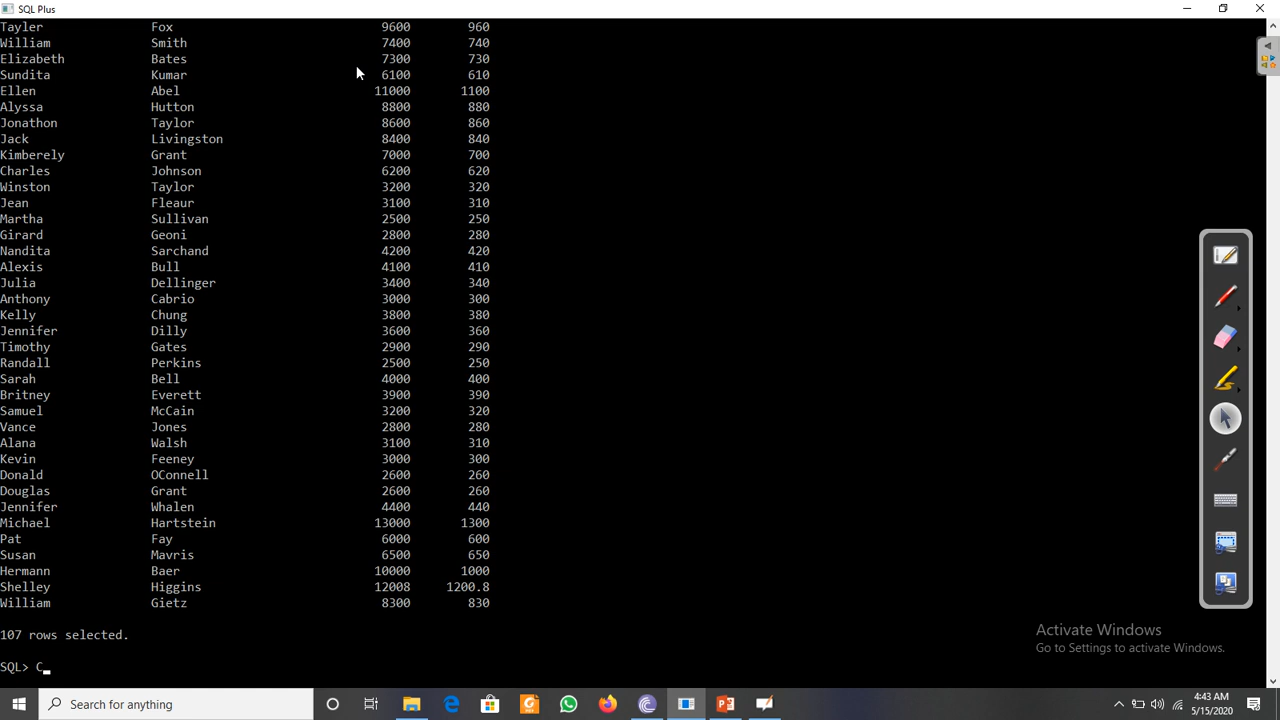 SQL Plus
Tayler Fox 9600 960
William Smith 7400 740
Elizabeth Bates 7300 730
Sundita Kumar 6100 610
Ellen Abel 11000 1100
Alyssa Hutton 8800 880
Jonathon Taylor 8600 860
Jack Livingston 8400 840
Kimberely Grant 7000 700
Charles Johnson 6200 620
Winston Taylor 3200 320
Jean Fleaur 3100 310
Martha Sullivan 2500 250
Girard Geoni 2800 280
Nandita Sarchand 4200 420
Alexis Bull 4100 410
Julia Dellinger 3400 340
Anthony Cabrio 3000 300
Kelly Chung 3800 380
Jennifer Dilly 3600 360
Timothy Gates 2900 290
Randall Perkins 2500 250
Sarah Bell 4000 400
Britney Everett 3900 390
Samuel McCain 3200 320
Vance Jones 2800 280
Alana Walsh 3100 310
Kevin Feeney 3000 300
Donald OConnell 2600 260
Douglas Grant 2600 260
Jennifer Whalen 4400 440
Michael Hartstein 13000 1300
Pat Fay 6000 600
Susan Mavris 6500 650
Hermann Baer 10000 1000
Shelley Higgins 12008 1200.8
William Gietz 8300 830
107 rows selected.
SQL> C
Activate Windows
Go to Settings to activate Windows.
Search for anything
4:43 AM
5/15/2020